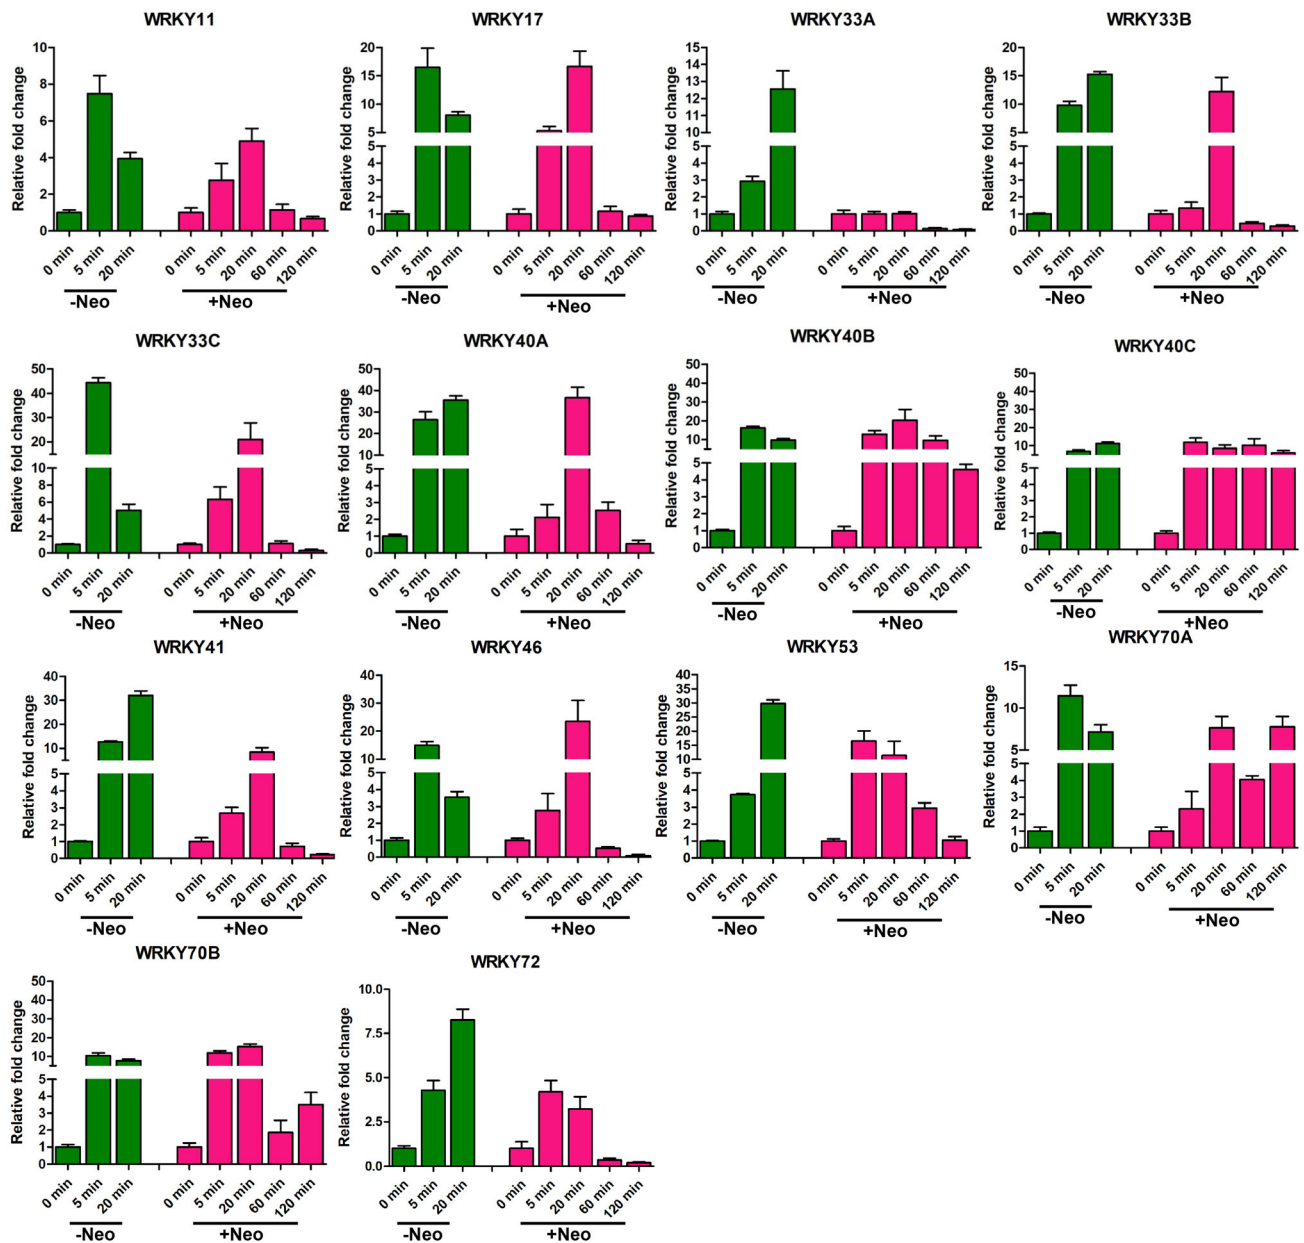 WRKY11
Relative fold change
10
8
6
4
2
0
0 min
5 min
20 min
0 min
5 min
20 min
60 min
120 min
-Neo
+Neo
WRKY17
Relative fold change
20
15
10
5
4
3
2
1
0
0 min
5 min
20 min
0 min
5 min
20 min
60 min
120 min
-Neo
+Neo
WRKY33A
Relative fold change
15
14
13
12
11
10
5
4
3
2
1
0
0 min
5 min
20 min
0 min
5 min
20 min
60 min
120 min
-Neo
+Neo
WRKY33B
Relative fold change
20
15
10
5
4
3
2
1
0
0 min
5 min
20 min
0 min
5 min
20 min
60 min
120 min
-Neo
+Neo
WRKY33C
Relative fold change
50
40
30
20
10
8
6
4
2
0
0 min
5 min
20 min
0 min
5 min
20 min
60 min
120 min
-Neo
+Neo
WRKY40A
Relative fold change
50
40
30
20
10
5
4
3
2
1
0
0 min
5 min
20 min
0 min
5 min
20 min
60 min
120 min
-Neo
+Neo
WRKY40B
Relative fold change
50
40
30
20
10
5
4
3
2
1
0
0 min
5 min
20 min
0 min
5 min
20 min
60 min
120 min
-Neo
+Neo
WRKY40C
Relative fold change
50
40
30
20
10
5
4
3
2
1
0
0 min
5 min
20 min
0 min
5 min
20 min
60 min
120 min
-Neo
+Neo
WRKY41
Relative fold change
40
30
20
10
5
4
3
2
1
0
0 min
5 min
20 min
0 min
5 min
20 min
60 min
120 min
-Neo
+Neo
WRKY46
Relative fold change
40
30
20
10
5
4
3
2
1
0
0 min
5 min
20 min
0 min
5 min
20 min
60 min
120 min
-Neo
+Neo
WRKY53
Relative fold change
40
35
30
25
20
15
10
5
4
3
2
1
0
0 min
5 min
20 min
0 min
5 min
20 min
60 min
120 min
-Neo
+Neo
WRKY70A
Relative fold change
15
10
5
5
4
3
2
1
0
0 min
5 min
20 min
0 min
5 min
20 min
60 min
120 min
-Neo
+Neo
WRKY70B
Relative fold change
50
40
30
20
10
5
4
3
2
1
0
0 min
5 min
20 min
0 min
5 min
20 min
60 min
120 min
-Neo
+Neo
WRKY72
Relative fold change
10.0
7.5
5.0
2.5
0.0
0 min
5 min
20 min
0 min
5 min
20 min
60 min
120 min
-Neo
+Neo